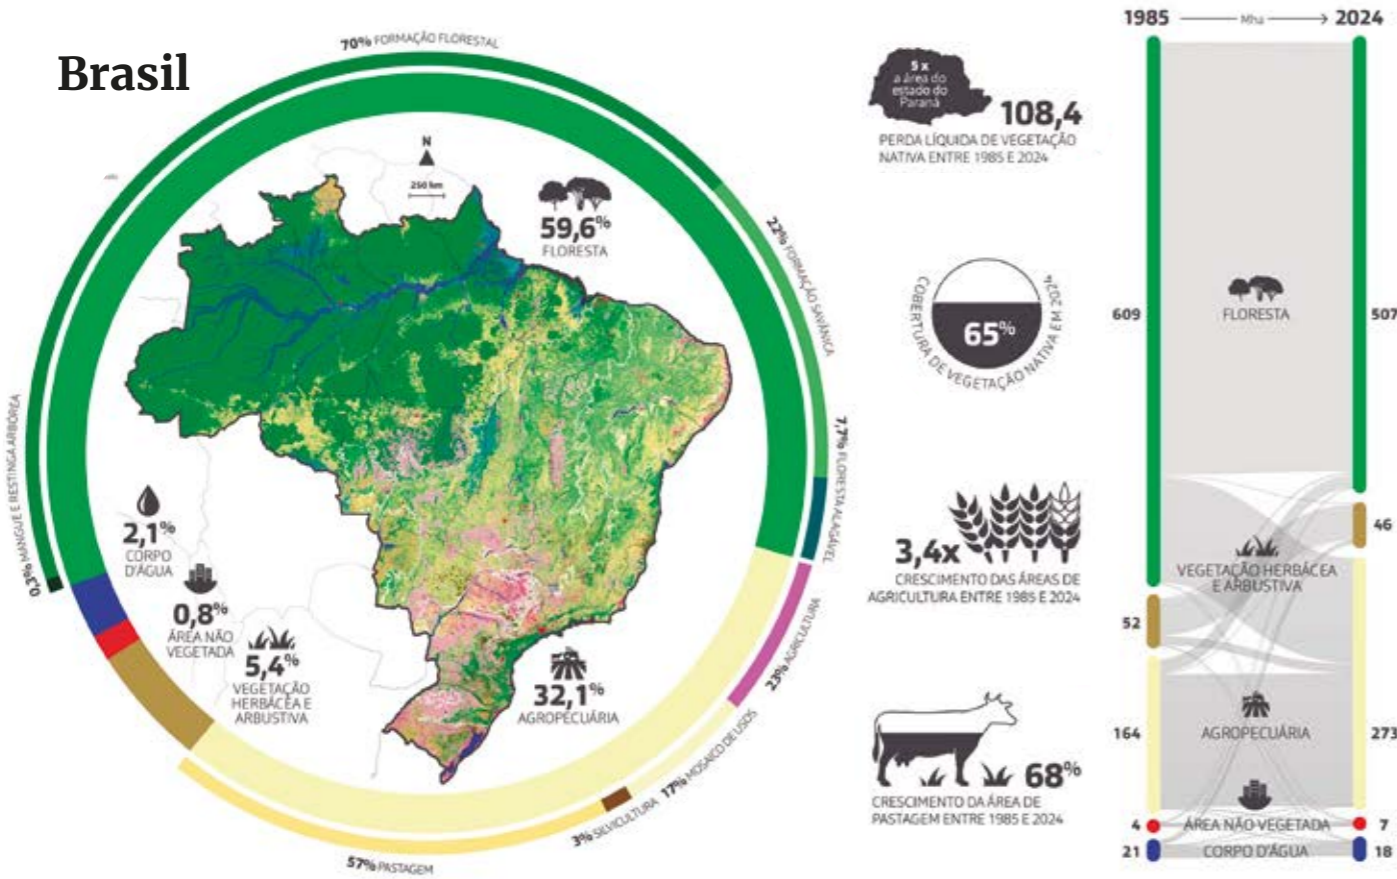 Brasil
70% FORMAÇÃO FLORESTAL
22% FORMAÇÃO SAVÂNICA
7,7% FLORESTA ALAGÁVEL
0,3% MANGUE E RESTINGA ARBÓREA
N
250 km
59,6%
FLORESTA
2,1%
CORPO
D'ÁGUA
0,8%
ÁREA NÃO
VEGETADA
5,4%
VEGETAÇÃO
HERBÁCEA E
ARBUSTIVA
32,1%
AGROPECUÁRIA
23% AGRICULTURA
17% MOSAICO DE USOS
3% SILVICULTURA
57% PASTAGEM
5 x
a área do
estado do
Paraná
108,4
PERDA LÍQUIDA DE VEGETAÇÃO
NATIVA ENTRE 1985 E 2024
65%
COBERTURA DE VEGETAÇÃO NATIVA EM 2024
3,4x
CRESCIMENTO DAS ÁREAS DE
AGRICULTURA ENTRE 1985 E 2024
68%
CRESCIMENTO DA ÁREA DE
PASTAGEM ENTRE 1985 E 2024
1985 Mha 2024
609 FLORESTA 507
46
VEGETAÇÃO HERBÁCEA
E ARBUSTIVA
52
164 AGROPECUÁRIA 273
4 ÁREA NÃO VEGETADA 7
21 CORPO D'ÁGUA 18